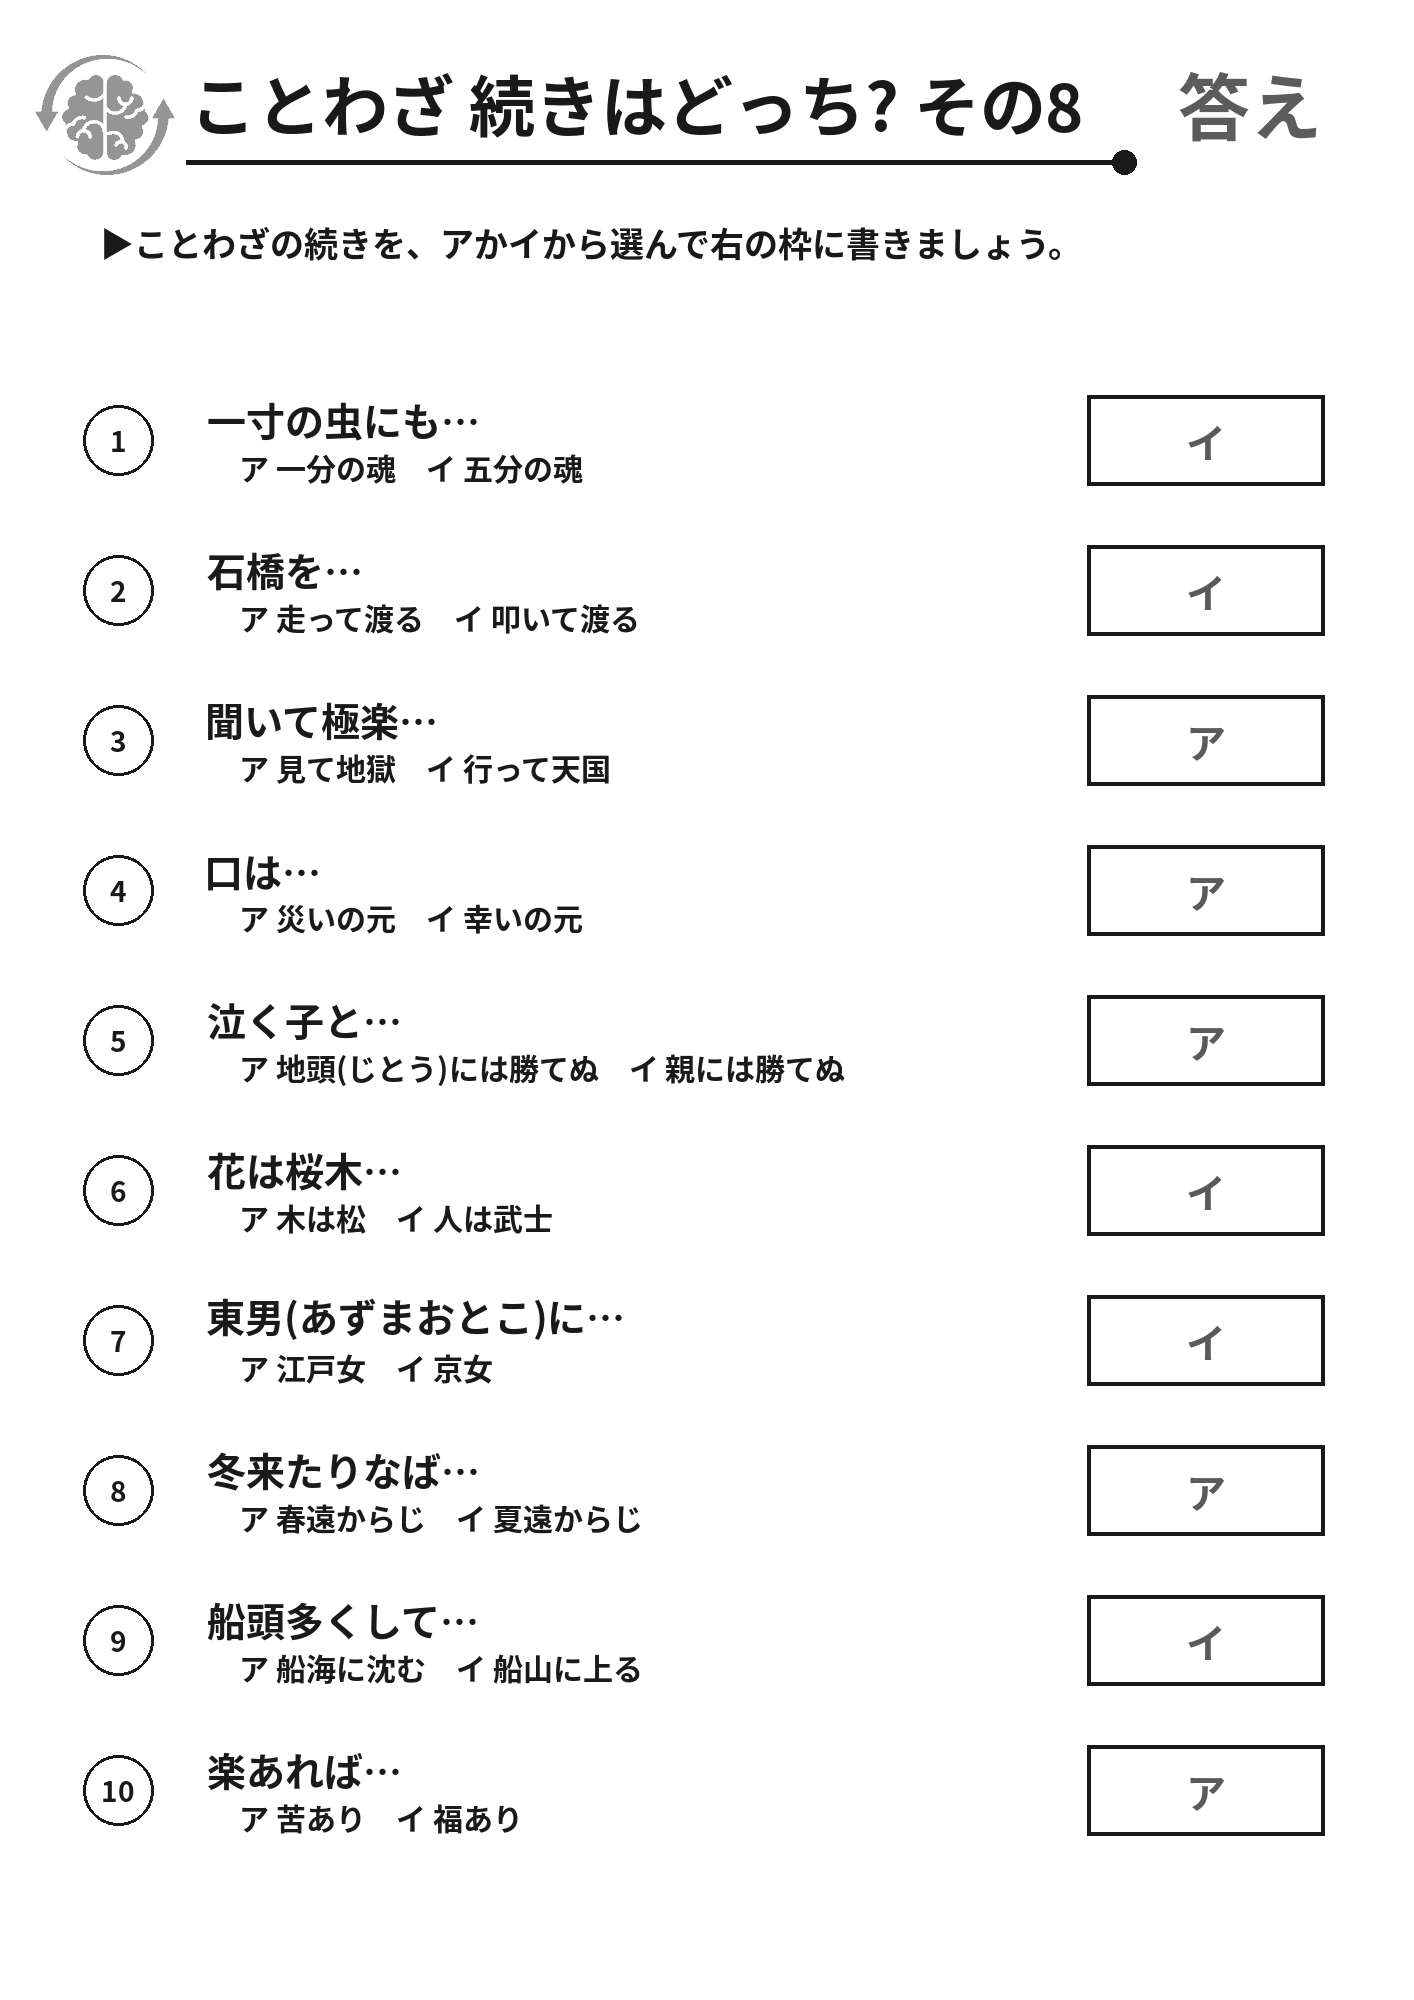 ことわざ 続きはどっち? その8 答え
▶ことわざの続きを、アかイから選んで右の枠に書きましょう。
1 一寸の虫にも… イ
ア 一分の魂 イ 五分の魂
2 石橋を… イ
ア 走って渡る イ 叩いて渡る
3 聞いて極楽… ア
ア 見て地獄 イ 行って天国
4 口は… ア
ア 災いの元 イ 幸いの元
5 泣く子と… ア
ア 地頭(じとう)には勝てぬ イ 親には勝てぬ
6 花は桜木… イ
ア 木は松 イ 人は武士
7 東男(あずまおとこ)に… イ
ア 江戸女 イ 京女
8 冬来たりなば… ア
ア 春遠からじ イ 夏遠からじ
9 船頭多くして… イ
ア 船海に沈む イ 船山に上る
10 楽あれば… ア
ア 苦あり イ 福あり